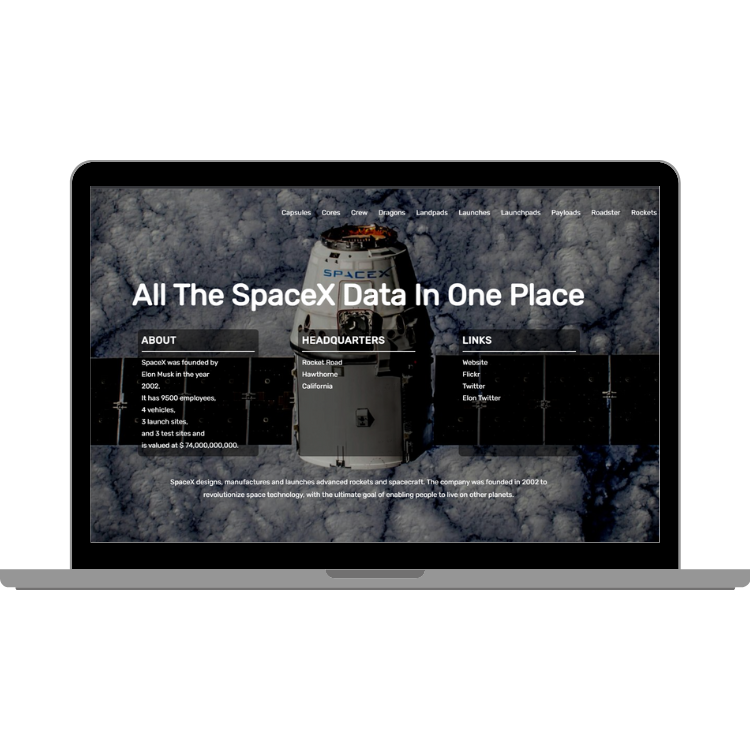 Capsules Cores Crew Dragons Landpads Launches Launchpads Payloads Roadster Rockets
SPACEX
All The SpaceX Data In One Place
ABOUT
SpaceX was founded by
Elon Musk in the year
2002.
It has 9500 employees,
4 vehicles,
3 launch sites,
and 3 test sites and
is valued at $ 74,000,000,000.
HEADQUARTERS
Rocket Road
Hawthorne
California
LINKS
Website
Flickr
Twitter
Elon Twitter
SpaceX designs, manufactures and launches advanced rockets and spacecraft. The company was founded in 2002 to
revolutionize space technology, with the ultimate goal of enabling people to live on other planets.